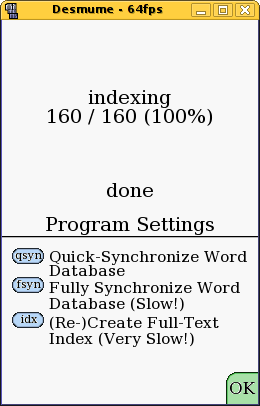 Desmume - 64fps
indexing
160 / 160 (100%)
done
Program Settings
qsyn Quick-Synchronize Word
Database
fsyn Fully Synchronize Word
Database (Slow!)
idx (Re-)Create Full-Text
Index (Very Slow!)
OK